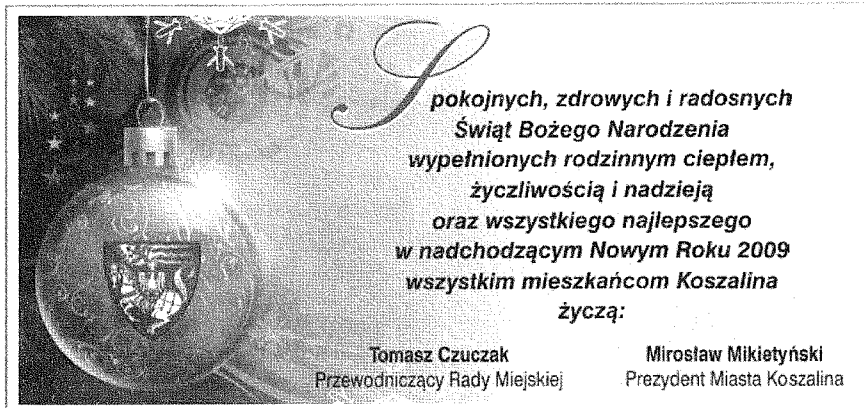 Spokojnych, zdrowych i radosnych
Świąt Bożego Narodzenia
wypełnionych rodzinnym ciepłem,
życzliwością i nadzieją
oraz wszystkiego najlepszego
w nadchodzącym Nowym Roku 2009
wszystkim mieszkańcom Koszalina
życzą:
Tomasz Czuczak Mirosław Mikietyński
Przewodniczący Rady Miejskiej Prezydent Miasta Koszalina